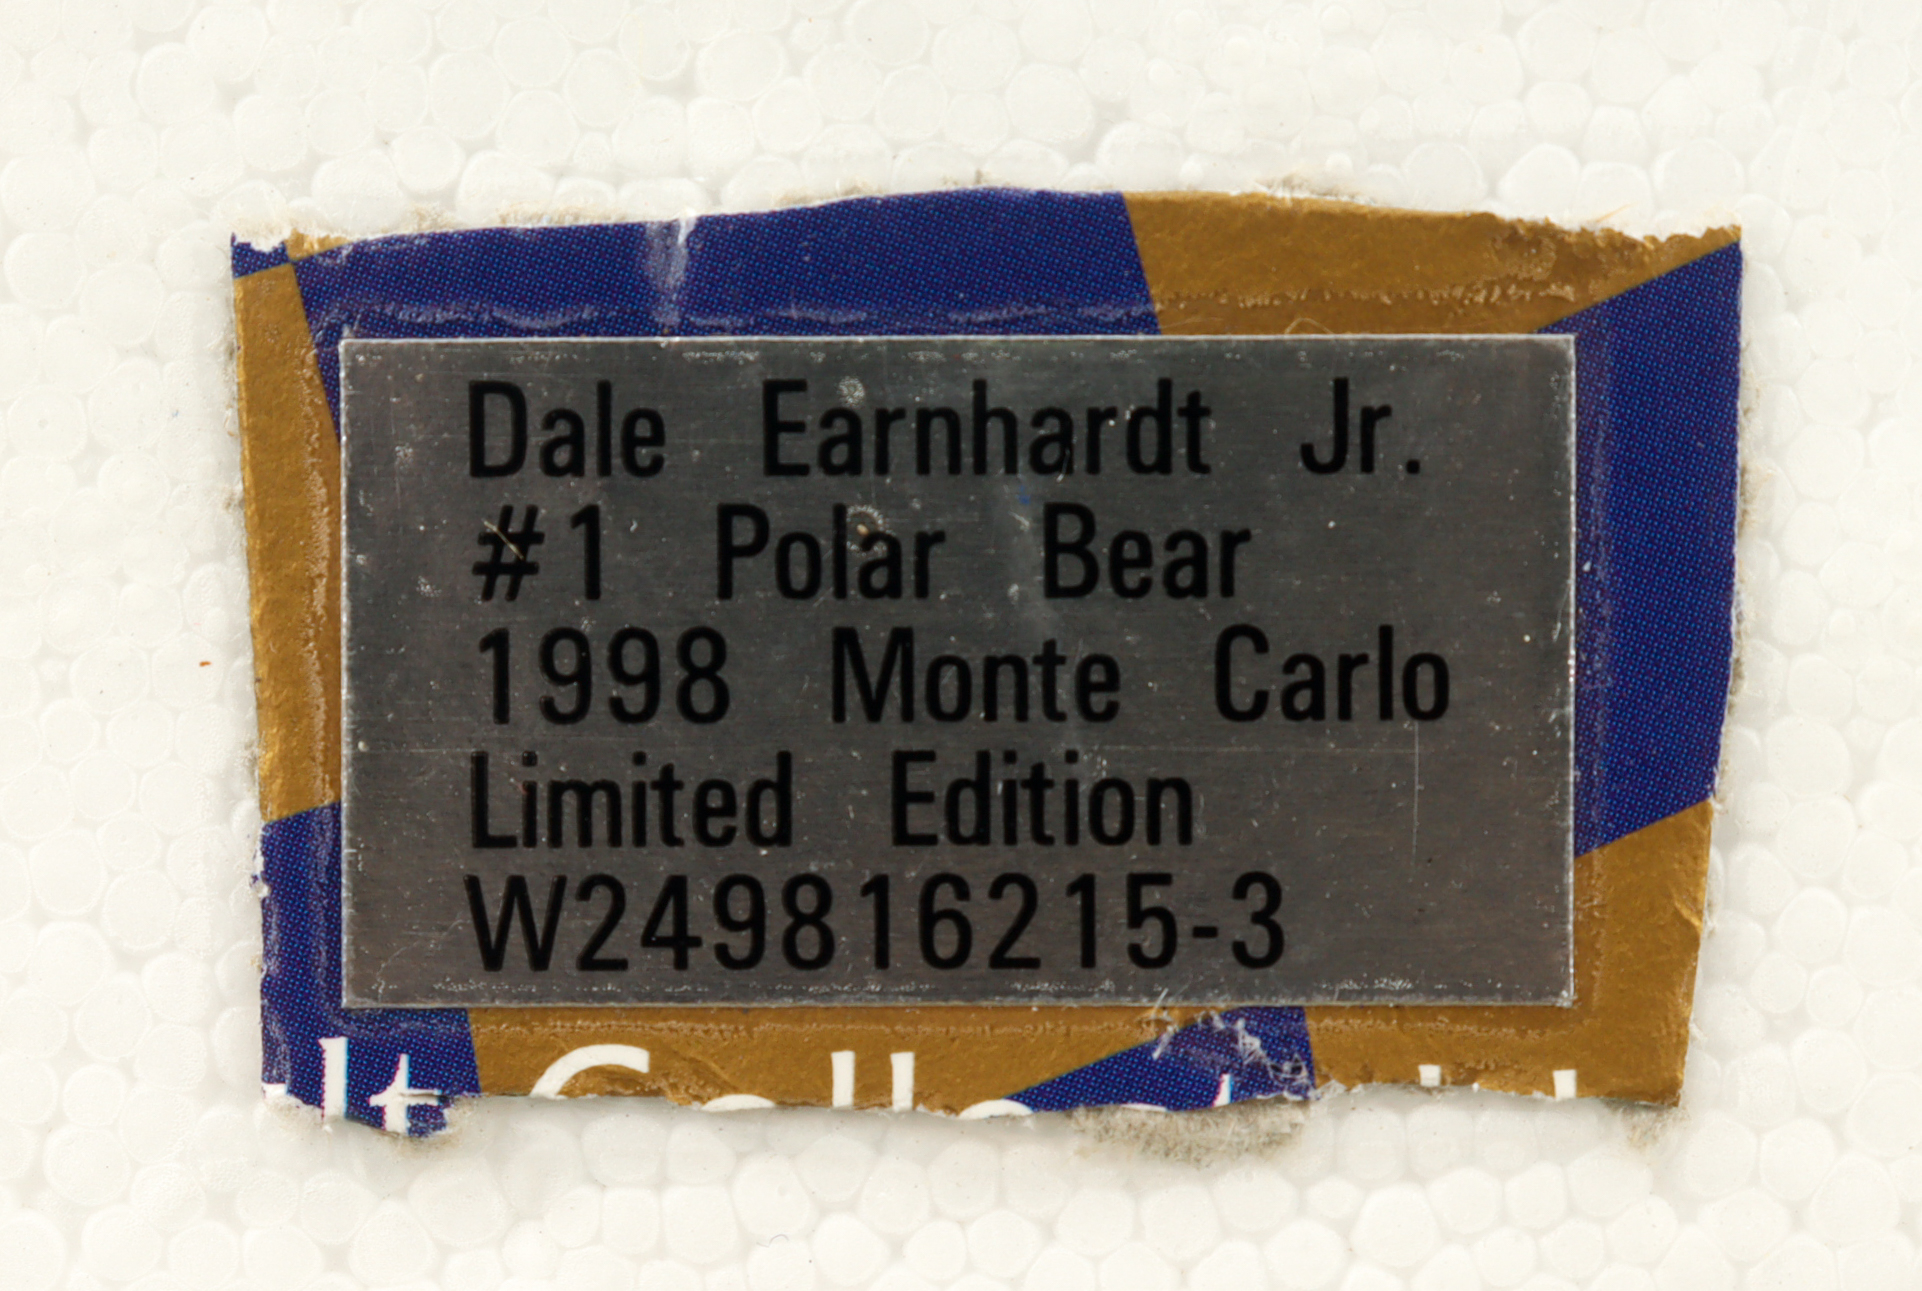 Dale Earnhardt Jr.
#1 Polar Bear
1998 Monte Carlo
Limited Edition
W249816215-3